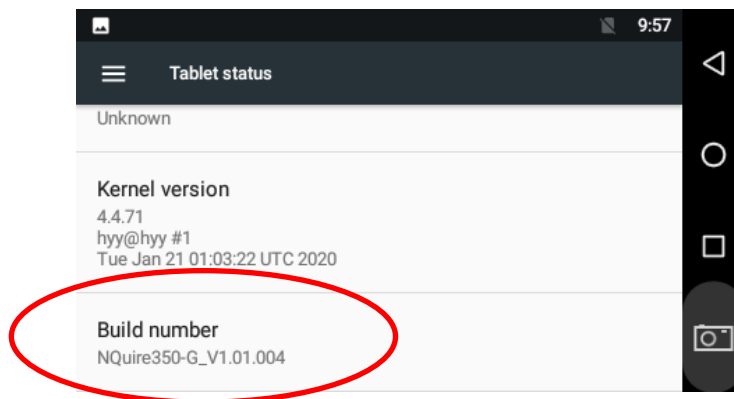 9:57
Tablet status
Unknown
Kernel version
4.4.71
hyy@hyy #1
Tue Jan 21 01:03:22 UTC 2020
Build number
NQuire350-G_V1.01.004